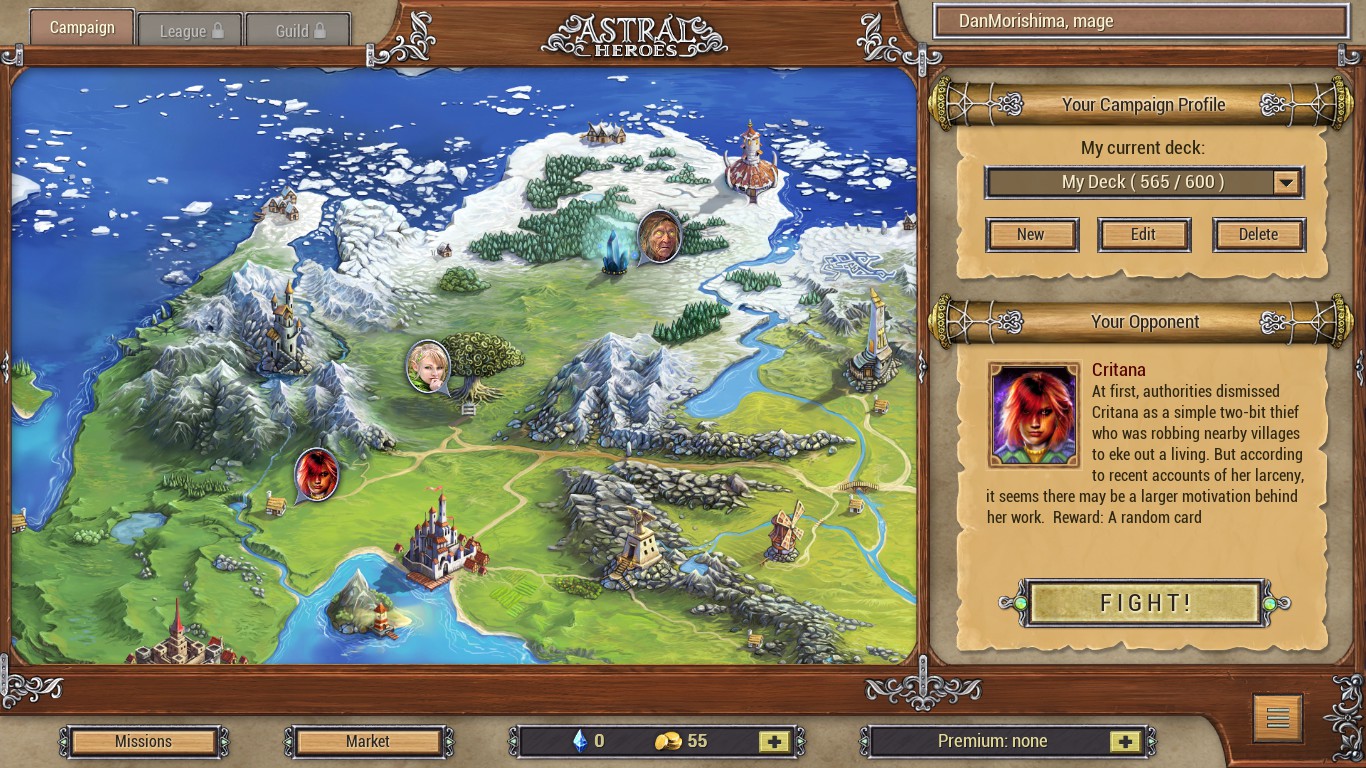 Campaign
League
Guild
ASTRAL
HEROES
DanMorishima, mage
Your Campaign Profile
My current deck:
My Deck ( 565 / 600 )
New
Edit
Delete
Your Opponent
Critana
At first, authorities dismissed
Critana as a simple two-bit thief
who was robbing nearby villages
to eke out a living. But according
to recent accounts of her larceny,
it seems there may be a larger motivation behind
her work.  Reward: A random card
FIGHT!
Missions
Market
0
55
Premium: none